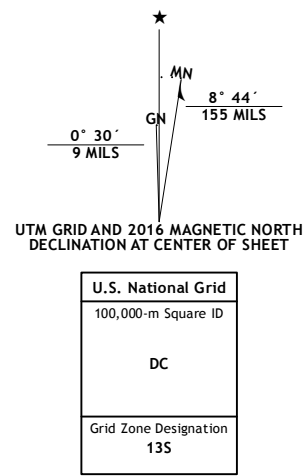 MN
GN
8° 44´
155 MILS
0° 30´
9 MILS
UTM GRID AND 2016 MAGNETIC NORTH
DECLINATION AT CENTER OF SHEET
U.S. National Grid
100,000-m Square ID
DC
Grid Zone Designation
13S